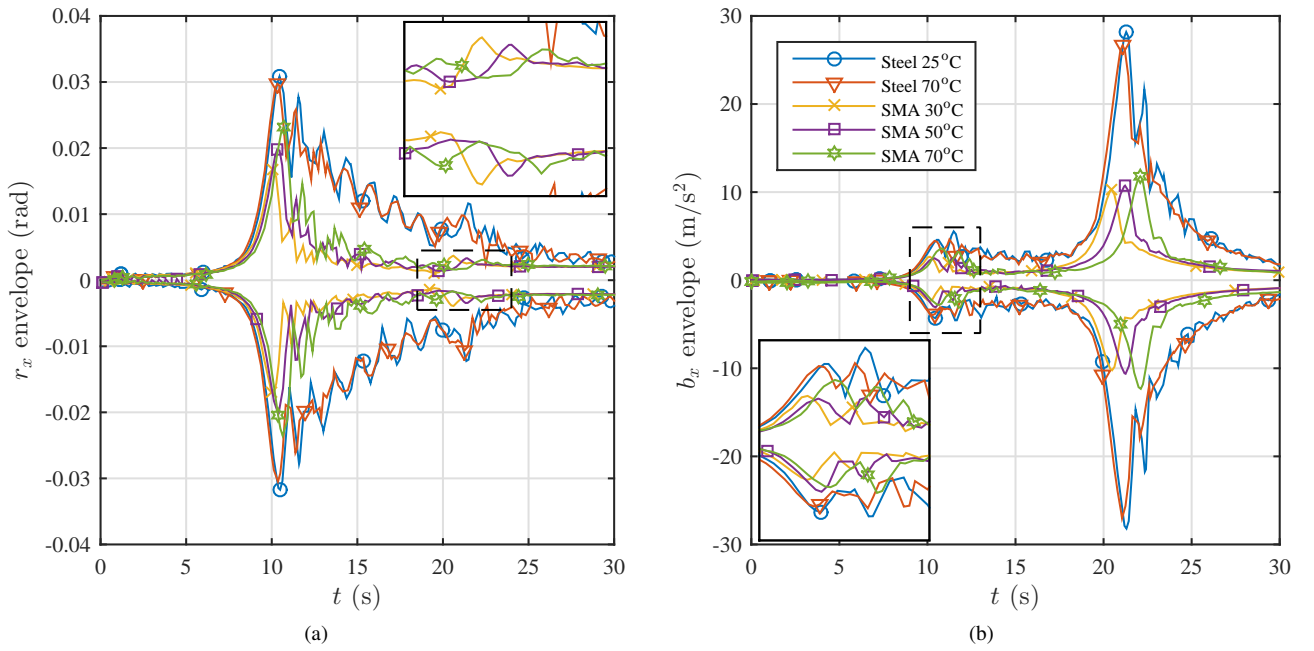 0.04
0.03
0.02
0.01
0
-0.01
-0.02
-0.03
-0.04
r_x envelope (rad)
0 5 10 15 20 25 30
t (s)
(a)
30
20
10
0
-10
-20
-30
b_x envelope (m/s²)
Steel 25°C
Steel 70°C
SMA 30°C
SMA 50°C
SMA 70°C
0 5 10 15 20 25 30
t (s)
(b)